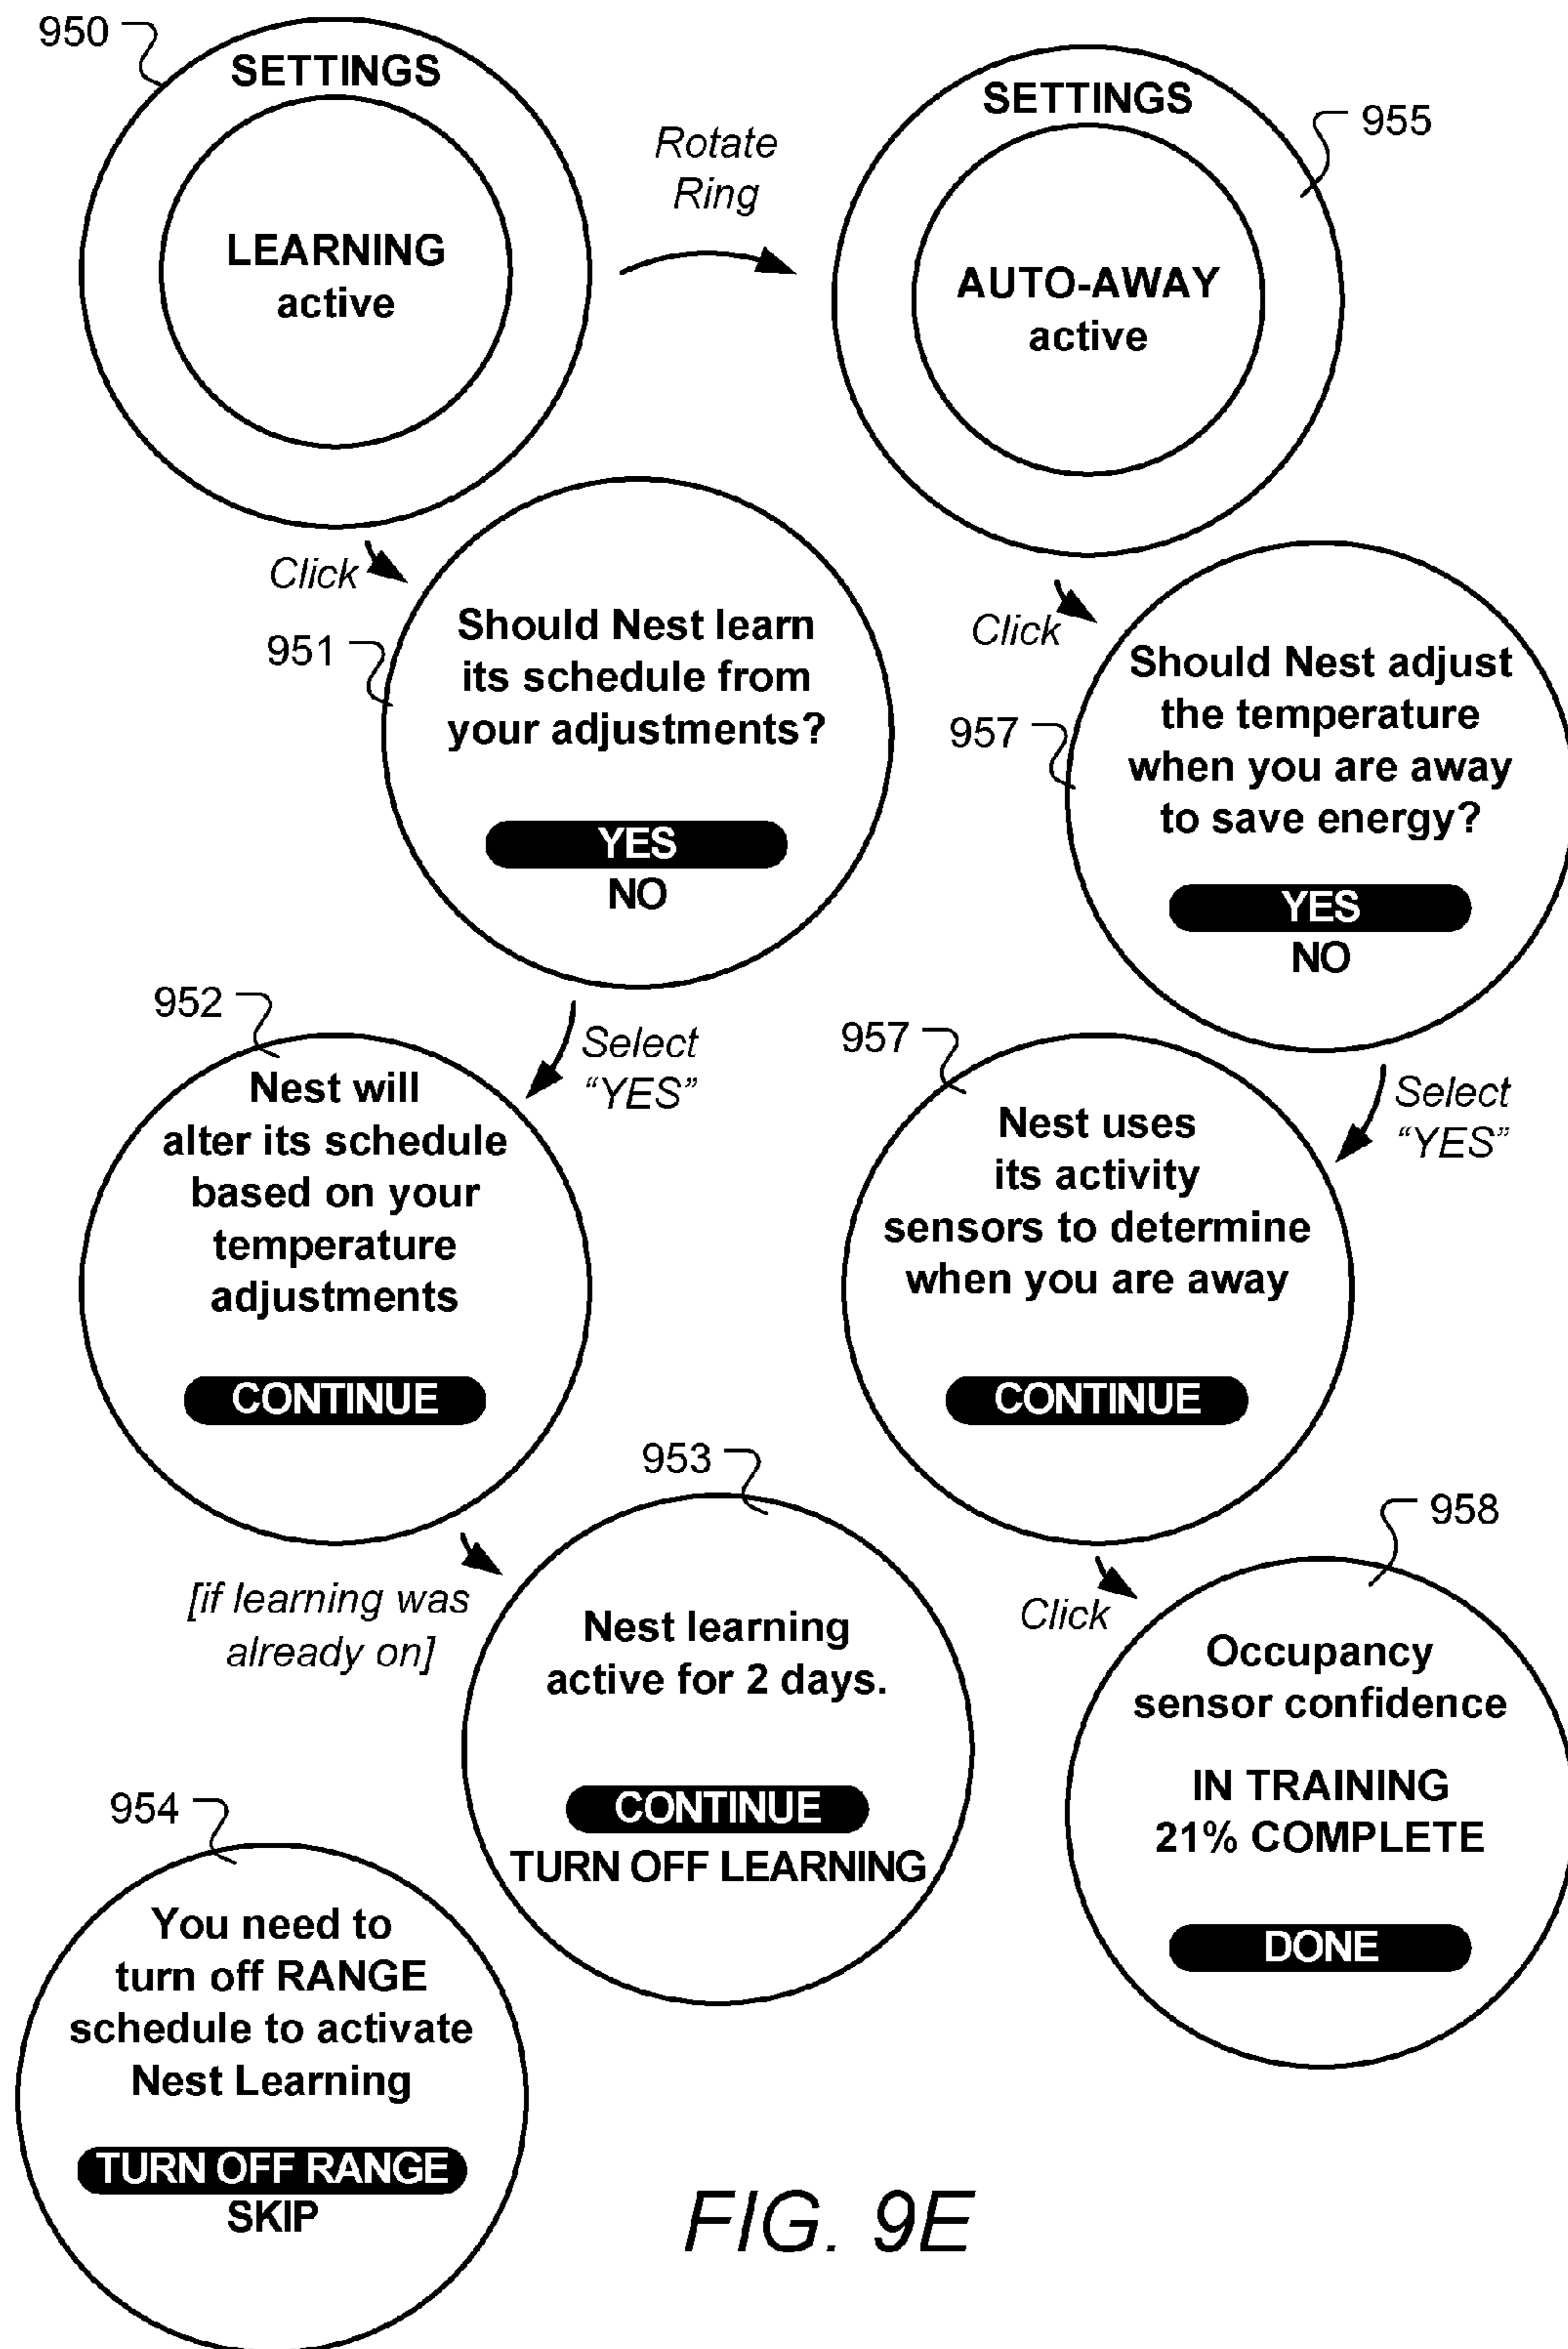 950
SETTINGS
LEARNING
active
Rotate
Ring
SETTINGS
955
AUTO-AWAY
active
Click
951
Should Nest learn
its schedule from
your adjustments?
YES
NO
Click
957
Should Nest adjust
the temperature
when you are away
to save energy?
YES
NO
952
Select
“YES”
Nest will
alter its schedule
based on your
temperature
adjustments
CONTINUE
957
Select
“YES”
Nest uses
its activity
sensors to determine
when you are away
CONTINUE
[if learning was
already on]
953
Nest learning
active for 2 days.
CONTINUE
TURN OFF LEARNING
Click
958
Occupancy
sensor confidence
IN TRAINING
21% COMPLETE
DONE
954
You need to
turn off RANGE
schedule to activate
Nest Learning
TURN OFF RANGE
SKIP
FIG. 9E